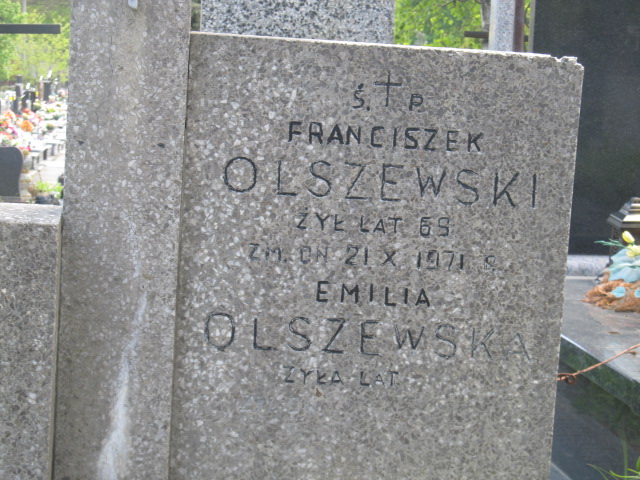 Ś. † P.
FRANCISZEK
OLSZEWSKI
ŻYŁ LAT 69
ZM. DN 21 X 1971 R.
EMILIA
OLSZEWSKA
ŻYŁA LAT